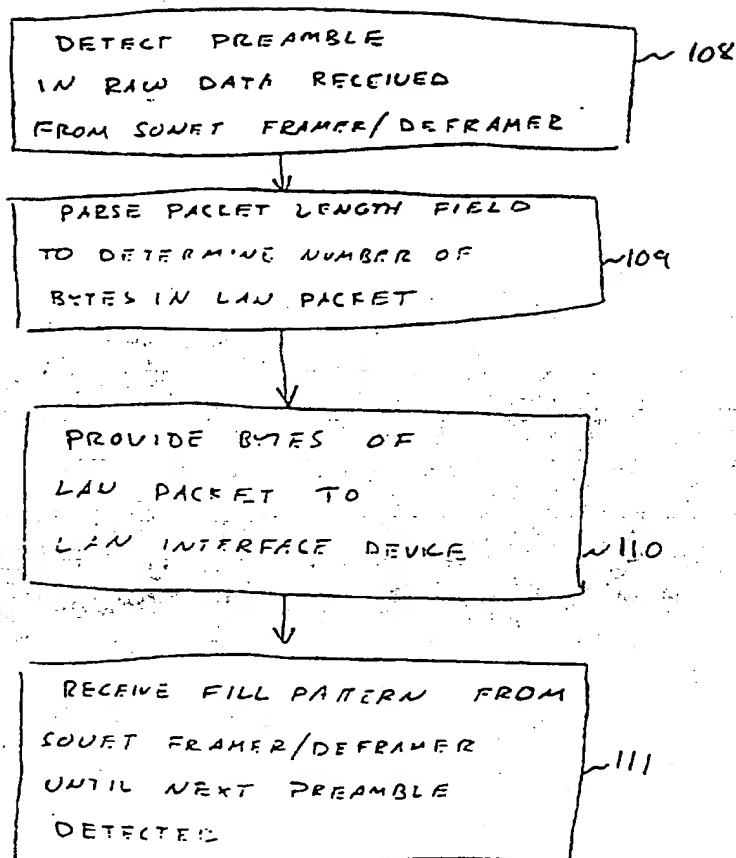 DETECT PREAMBLE
IN RAW DATA RECEIVED
FROM SONET FRAMER/DEFRAMER
108
PARSE PACKET LENGTH FIELD
TO DETERMINE NUMBER OF
BYTES IN LAN PACKET
109
PROVIDE BYTES OF
LAN PACKET TO
LAN INTERFACE DEVICE
110
RECEIVE FILL PATTERN FROM
SONET FRAMER/DEFRAMER
UNTIL NEXT PREAMBLE
DETECTED
111